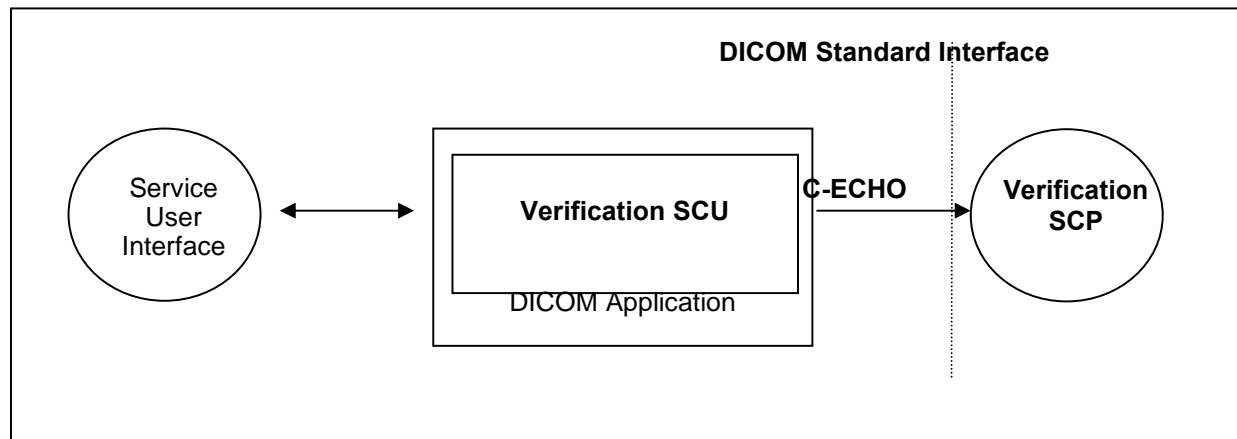 DICOM Standard Interface
Service
User
Interface
Verification SCU
DICOM Application
C-ECHO
Verification
SCP